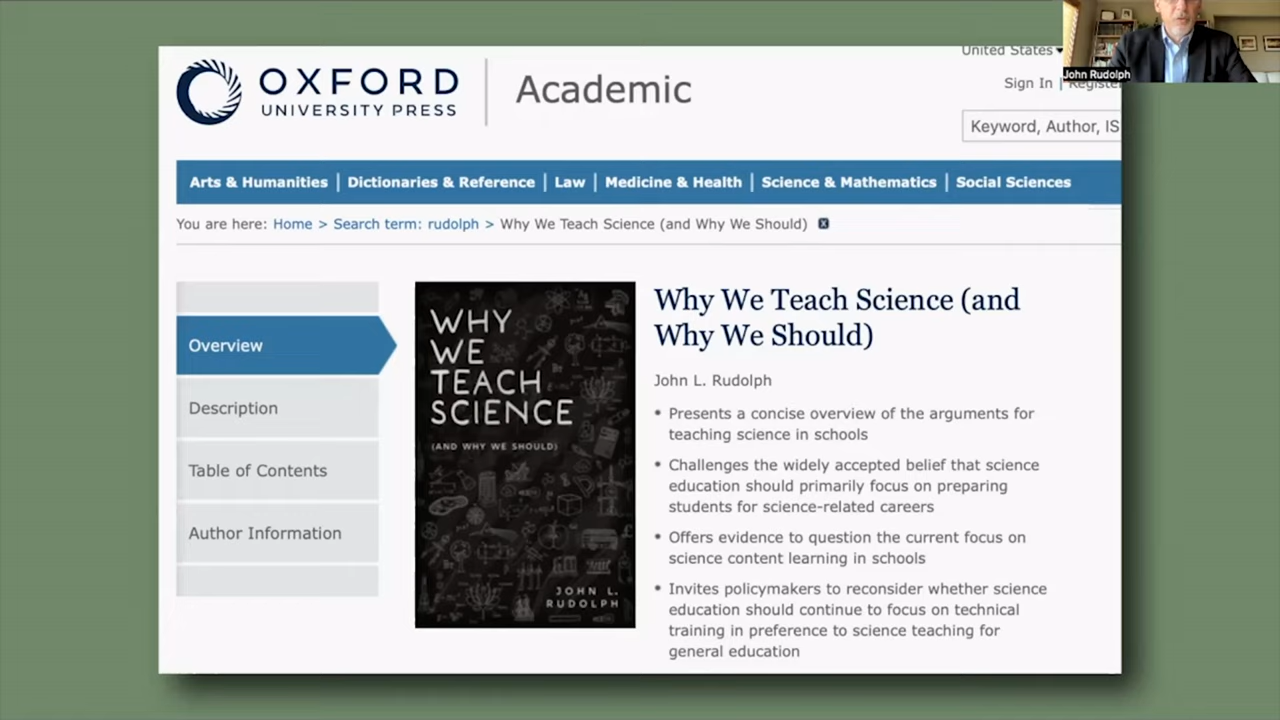 OXFORD
UNIVERSITY PRESS
Academic
United States
Sign In | Register
Keyword, Author, IS
John Rudolph
Arts & Humanities | Dictionaries & Reference | Law | Medicine & Health | Science & Mathematics | Social Sciences
You are here: Home > Search term: rudolph > Why We Teach Science (and Why We Should)
Overview
Description
Table of Contents
Author Information
WHY
WE
TEACH
SCIENCE
(AND WHY WE SHOULD)
JOHN L.
RUDOLPH
Why We Teach Science (and
Why We Should)
John L. Rudolph
• Presents a concise overview of the arguments for
teaching science in schools
• Challenges the widely accepted belief that science
education should primarily focus on preparing
students for science-related careers
• Offers evidence to question the current focus on
science content learning in schools
• Invites policymakers to reconsider whether science
education should continue to focus on technical
training in preference to science teaching for
general education